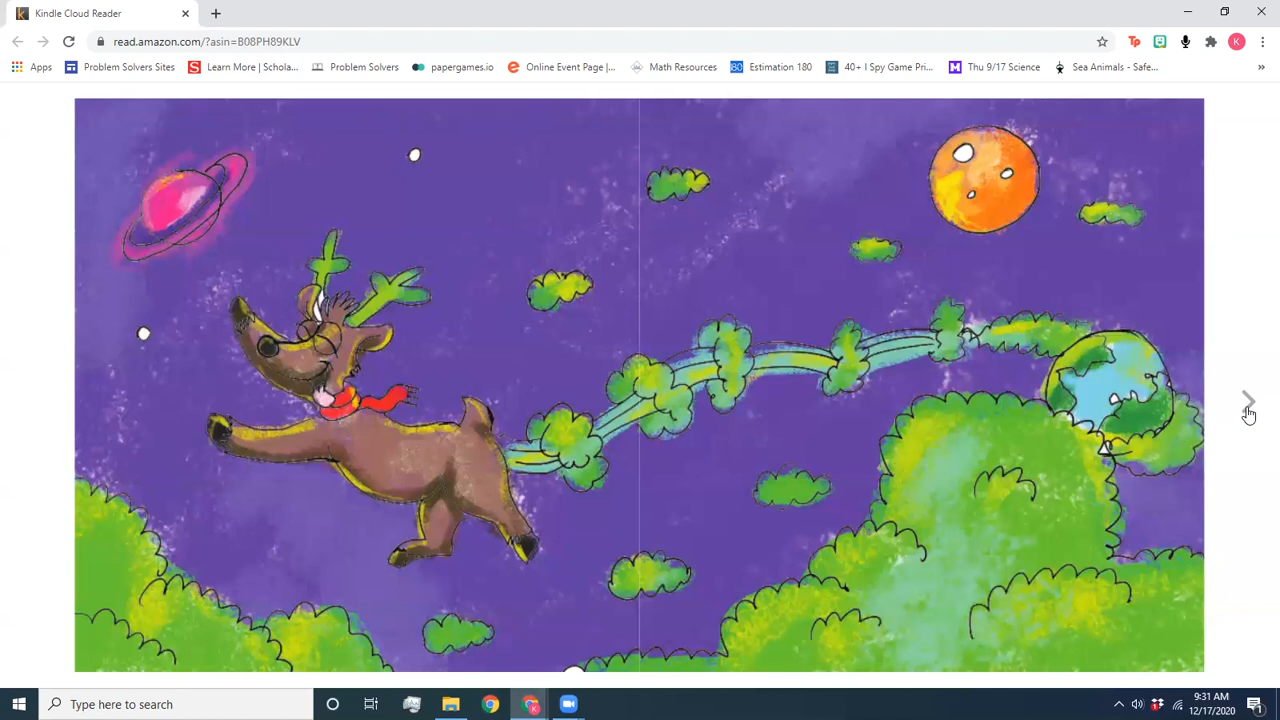 Kindle Cloud Reader
read.amazon.com/?asin=B08PH89KLV
Apps Problem Solvers Sites Learn More | Schola... Problem Solvers papergames.io Online Event Page |... Math Resources Estimation 180 40+ I Spy Game Pri... Thu 9/17 Science Sea Animals - Safe...
Type here to search
9:31 AM
12/17/2020